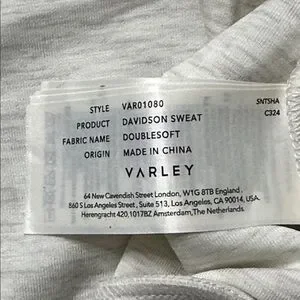 STYLE VAR01080 SNTSHA
PRODUCT DAVIDSON SWEAT C324
FABRIC NAME DOUBLESOFT
ORIGIN MADE IN CHINA
VARLEY
64 New Cavendish Street London, W1G 8TB England,
860 S Los Angeles Street, Suite 513, Los Angeles, CA 90014, USA.
Herengracht 420,1017BZ Amsterdam,The Netherlands.